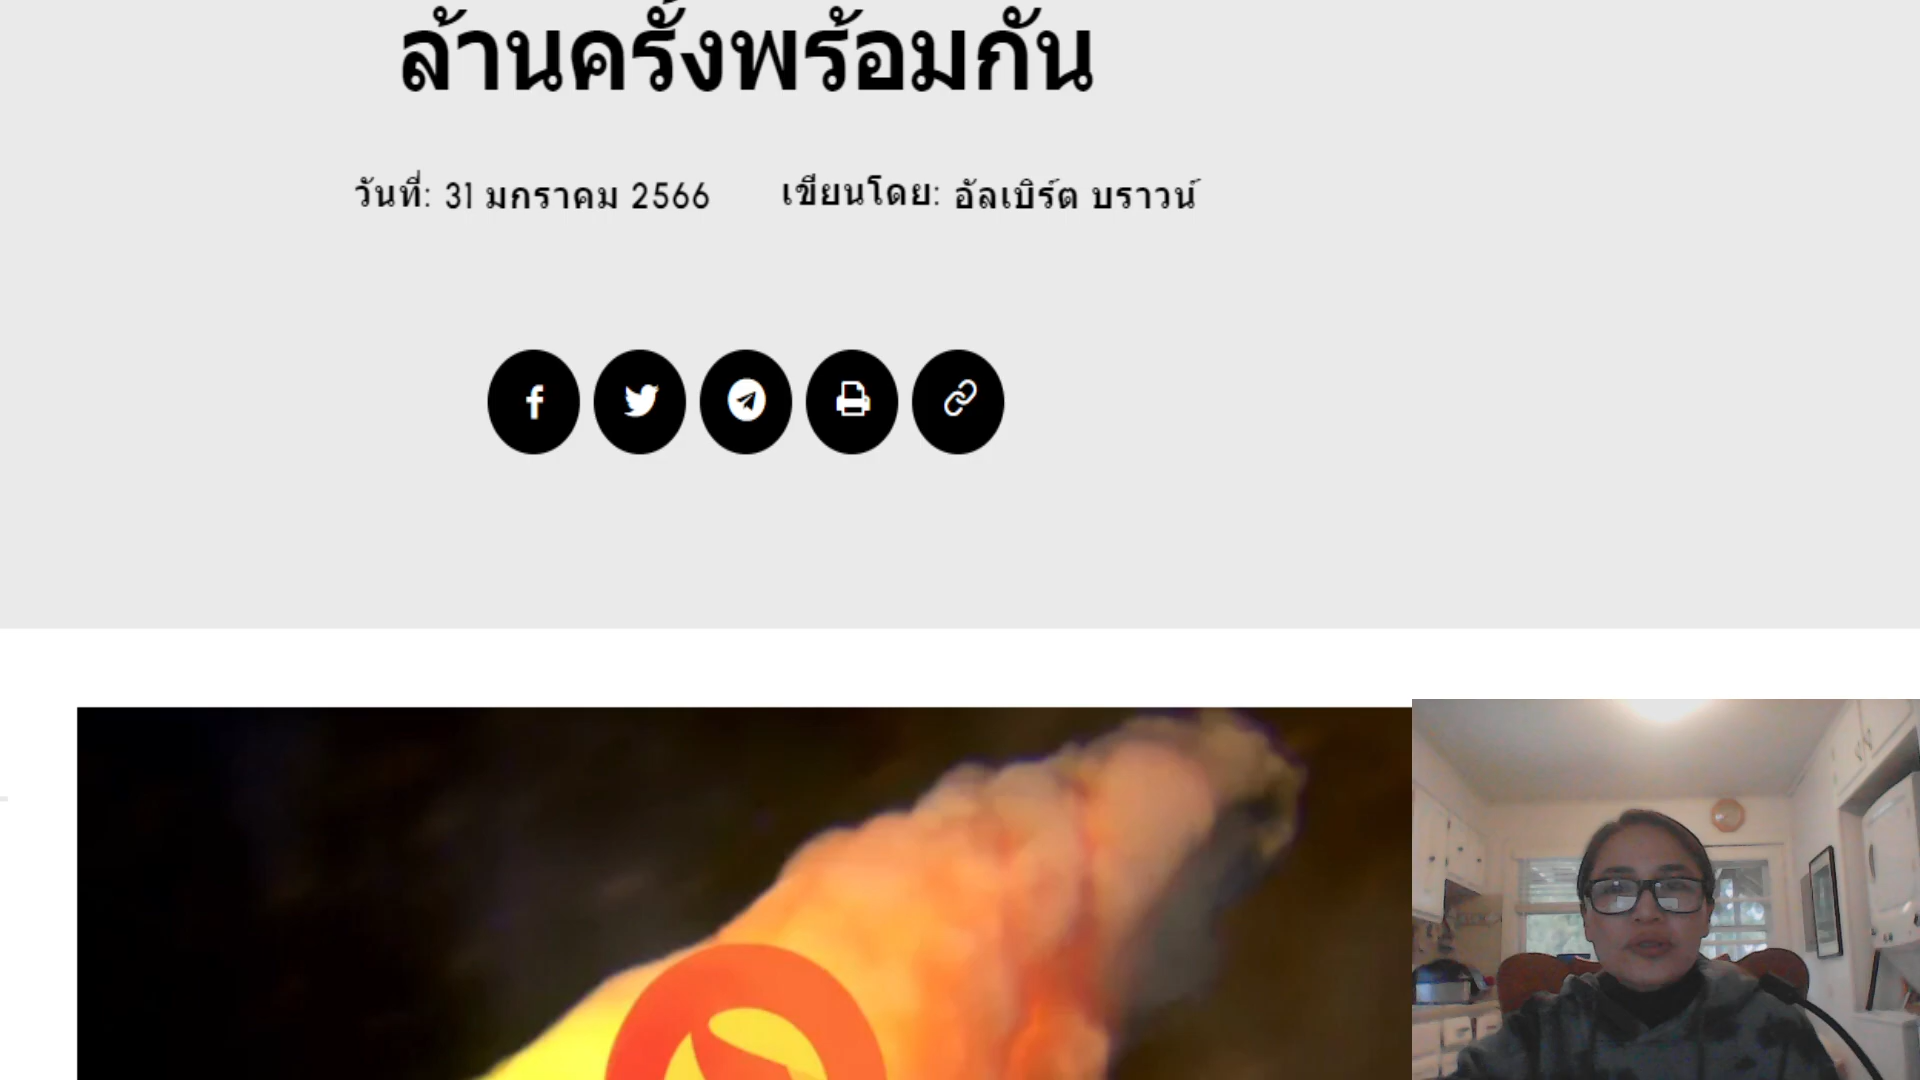 ล้านครั้งพร้อมกัน
วันที่: 31 มกราคม 2566 เขียนโดย: อัลเบิร์ต บราวน์